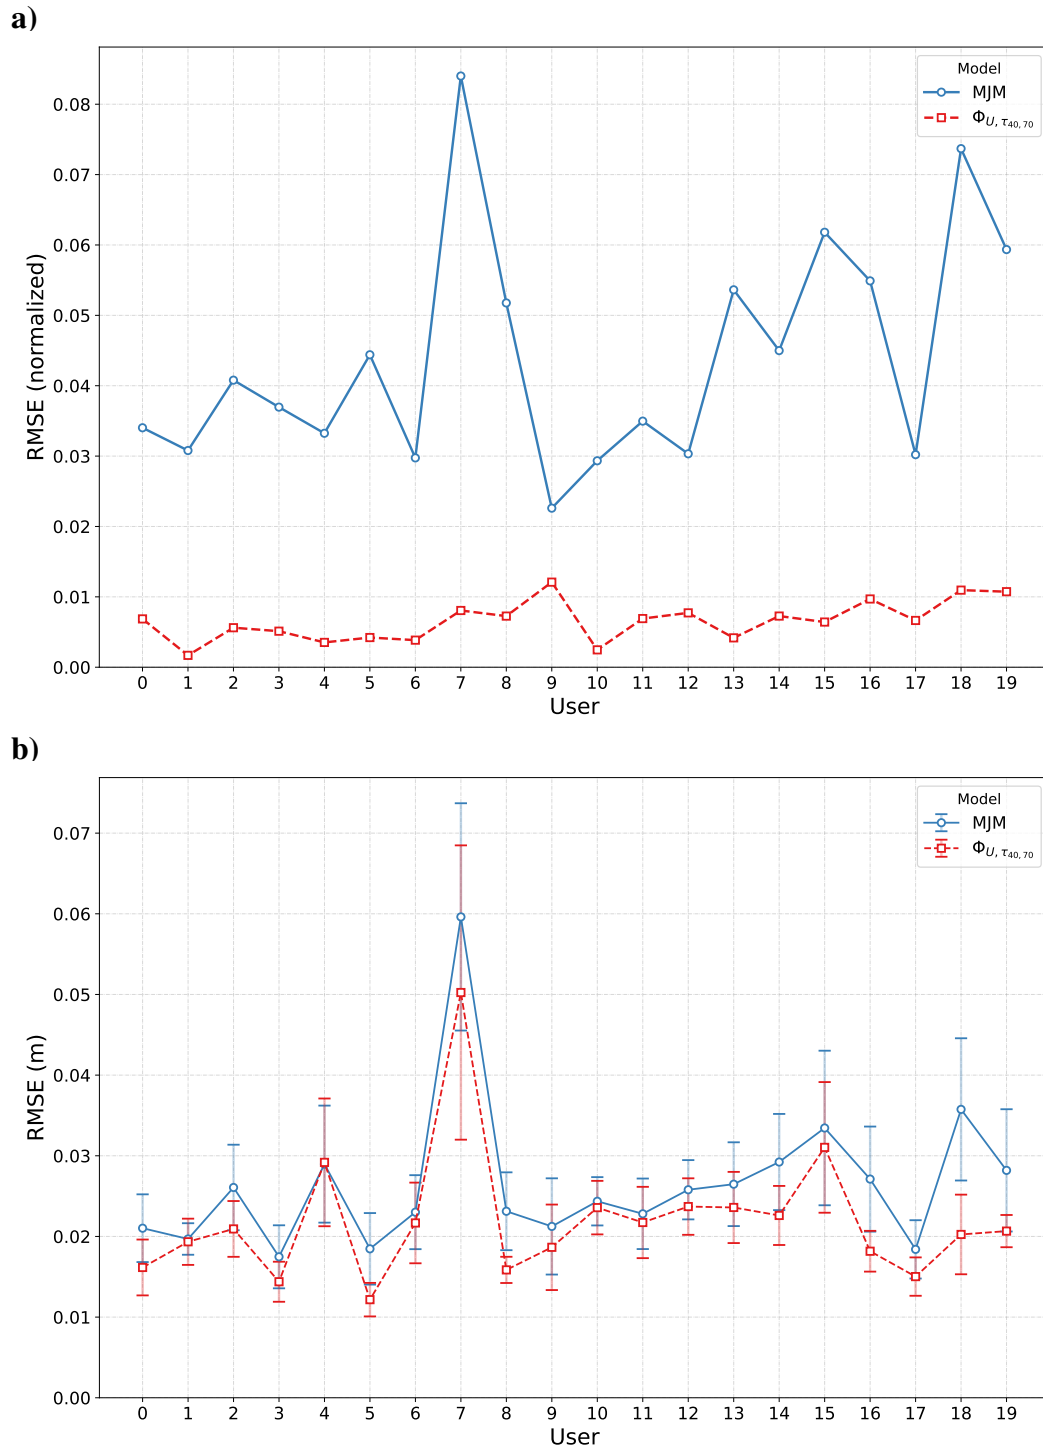 a)
Model
MJM
Φ_{U, τ_{40,70}}
RMSE (normalized)
0.08
0.07
0.06
0.05
0.04
0.03
0.02
0.01
0.00
0 1 2 3 4 5 6 7 8 9 10 11 12 13 14 15 16 17 18 19
User
b)
Model
MJM
Φ_{U, τ_{40,70}}
RMSE (m)
0.07
0.06
0.05
0.04
0.03
0.02
0.01
0.00
0 1 2 3 4 5 6 7 8 9 10 11 12 13 14 15 16 17 18 19
User